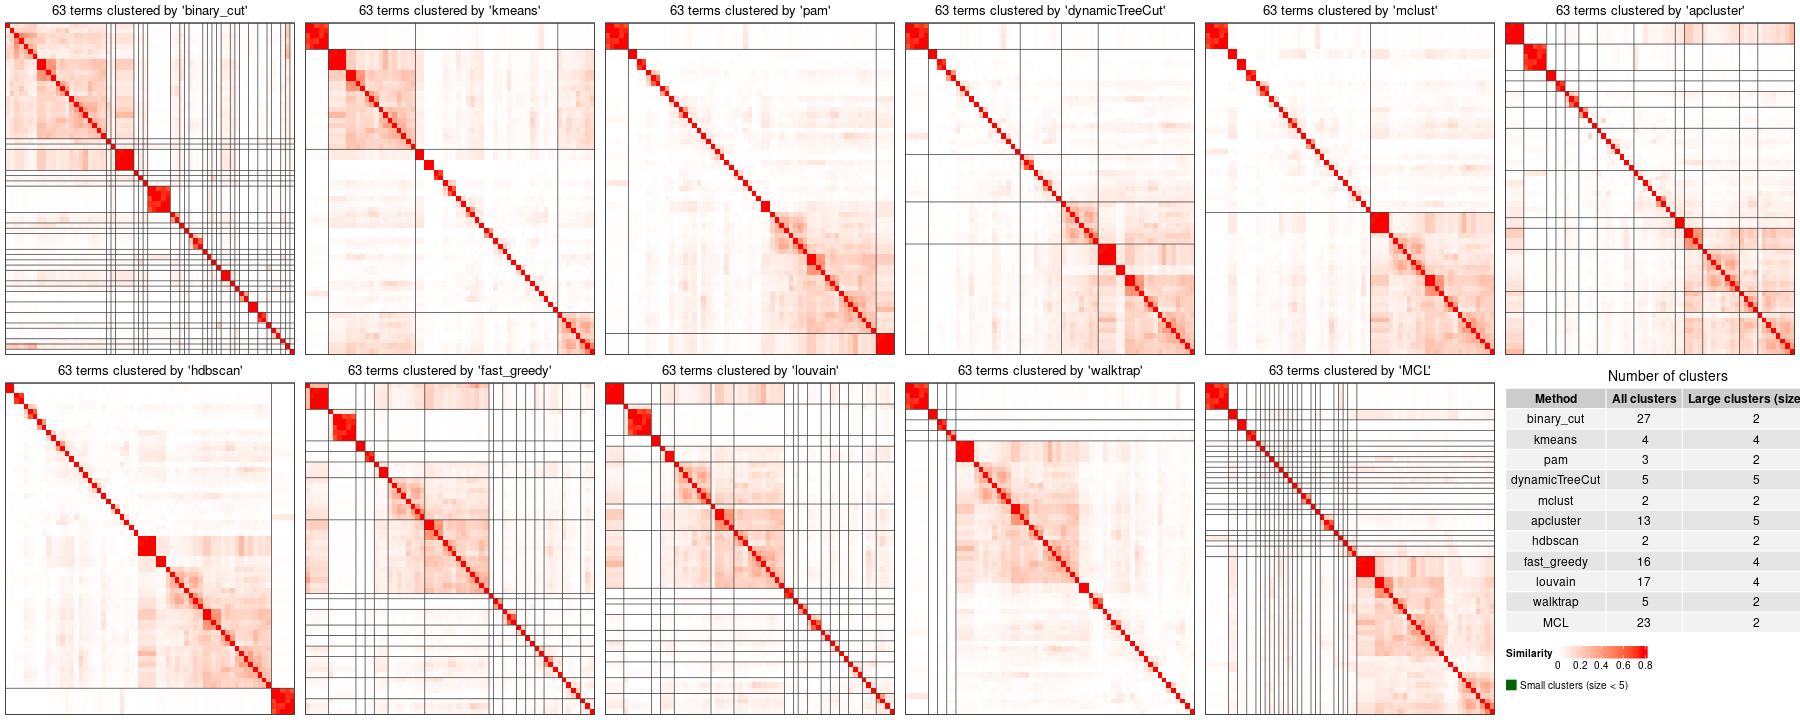 63 terms clustered by 'binary_cut'
63 terms clustered by 'kmeans'
63 terms clustered by 'pam'
63 terms clustered by 'dynamicTreeCut'
63 terms clustered by 'mclust'
63 terms clustered by 'apcluster'
63 terms clustered by 'hdbscan'
63 terms clustered by 'fast_greedy'
63 terms clustered by 'louvain'
63 terms clustered by 'walktrap'
63 terms clustered by 'MCL'
Number of clusters
Method All clusters Large clusters (size
binary_cut 27 2
kmeans 4 4
pam 3 2
dynamicTreeCut 5 5
mclust 2 2
apcluster 13 5
hdbscan 2 2
fast_greedy 16 4
louvain 17 4
walktrap 5 2
MCL 23 2
Similarity
0 0.2 0.4 0.6 0.8
Small clusters (size < 5)